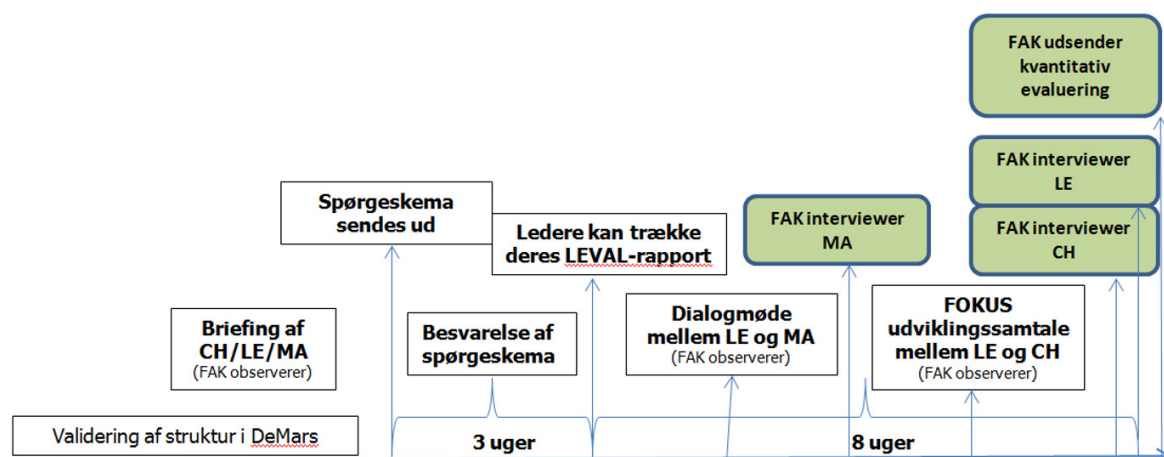 FAK udsender
kvantitativ
evaluering
FAK interviewer
LE
FAK interviewer
CH
FAK interviewer
MA
Spørgeskema
sendes ud
Ledere kan trække
deres LEVAL-rapport
Briefing af
CH/LE/MA
(FAK observerer)
Besvarelse af
spørgeskema
Dialogmøde
mellem LE og MA
(FAK observerer)
FOKUS
udviklingssamtale
mellem LE og CH
(FAK observerer)
Validering af struktur i DeMars
3 uger
8 uger